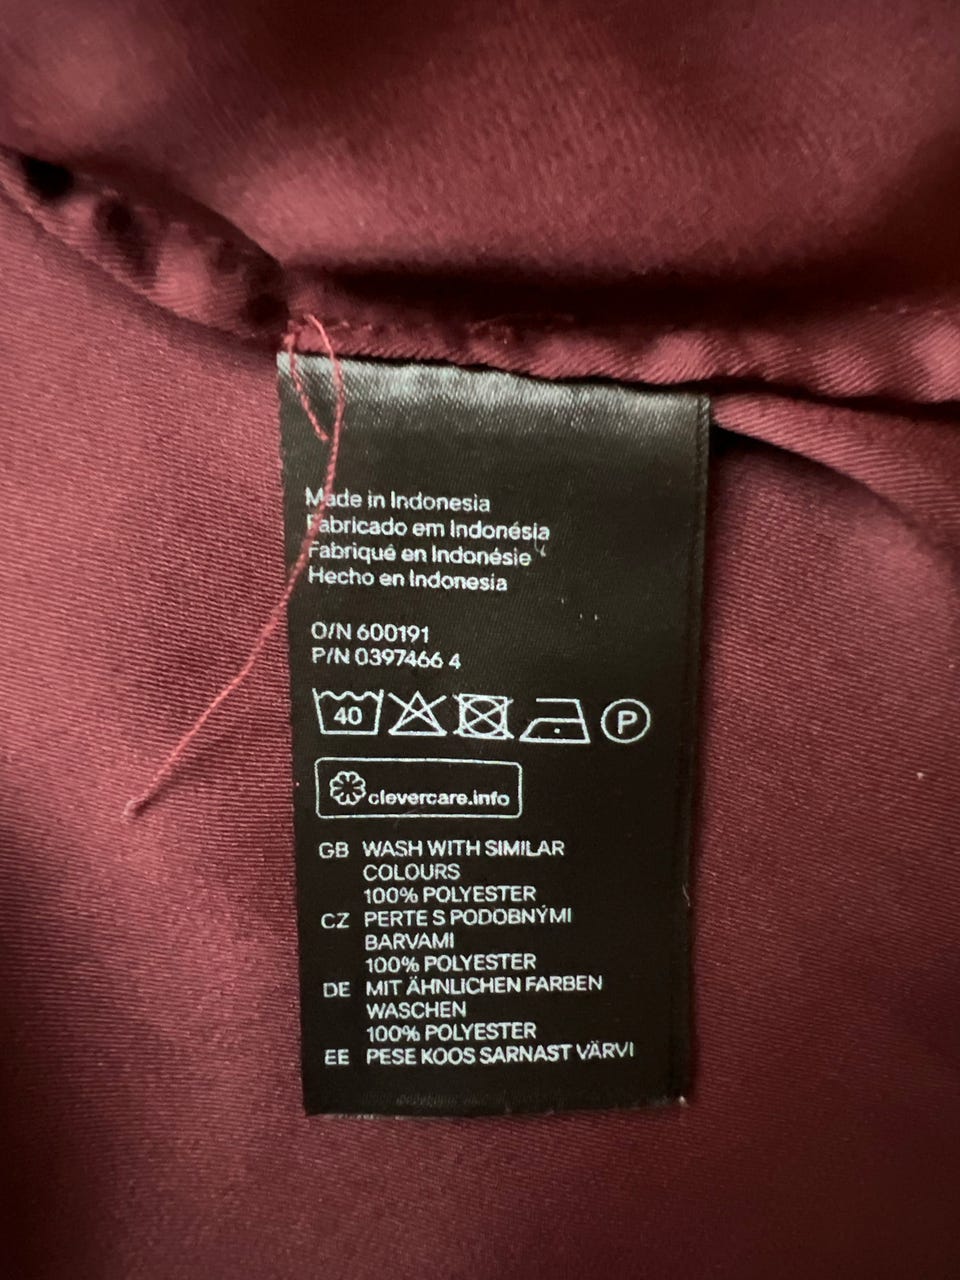 Made in Indonesia
Fabricado em Indonésia
Fabriqué en Indonésie
Hecho en Indonesia
O/N 600191
P/N 0397466 4
40 P
clevercare.info
GB WASH WITH SIMILAR
COLOURS
100% POLYESTER
CZ PERTE S PODOBNÝMI
BARVAMI
100% POLYESTER
DE MIT ÄHNLICHEN FARBEN
WASCHEN
100% POLYESTER
EE PESE KOOS SARNAST VÄRVI